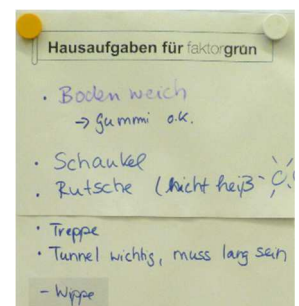 Hausaufgaben für faktorgrün
· Boden weich
→ Gummi o.k.
· Schaukel
· Rutsche (nicht heiß -
· Treppe
· Tunnel wichtig, muss lang sein
- Wippe